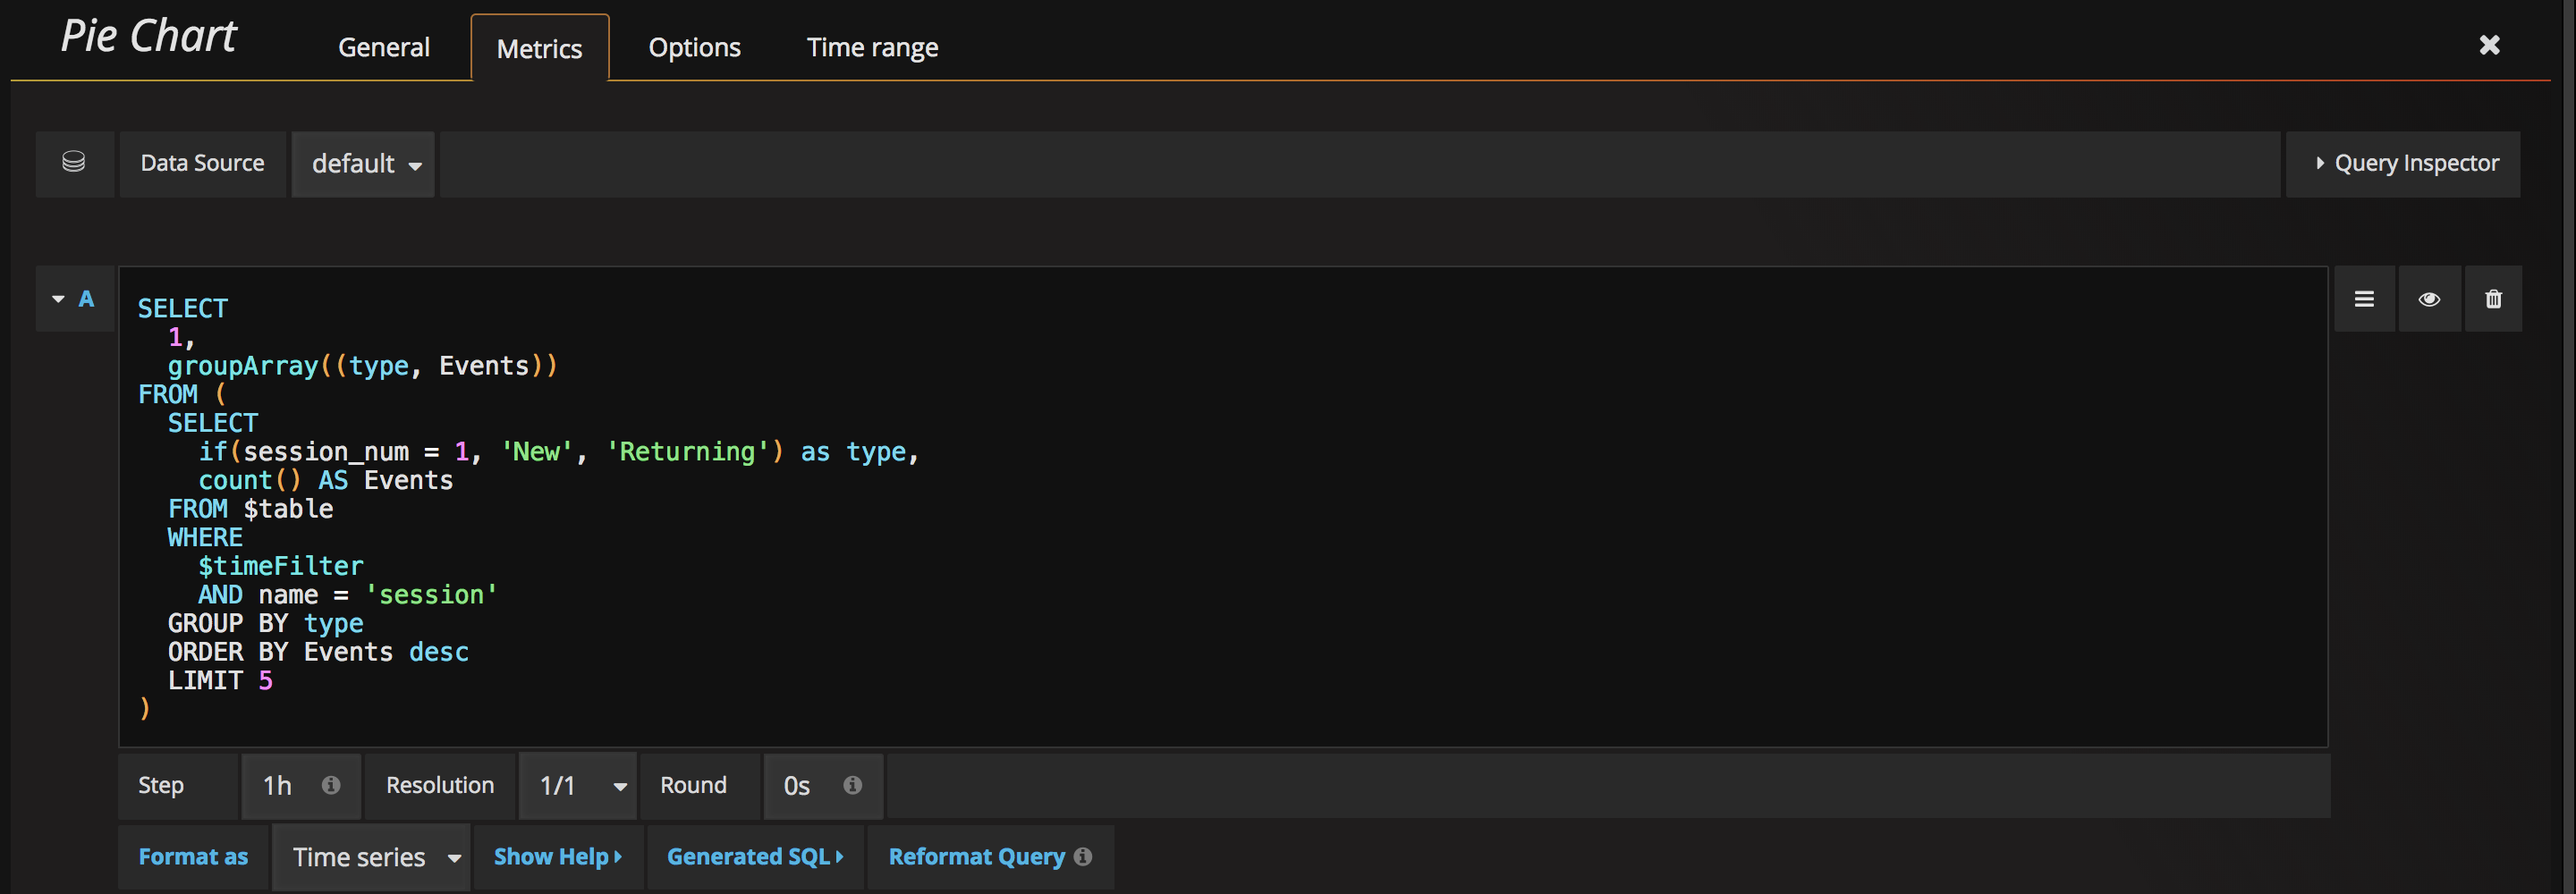 Pie Chart General Metrics Options Time range
Data Source default Query Inspector
A
SELECT
1,
groupArray((type, Events))
FROM (
SELECT
if(session_num = 1, 'New', 'Returning') as type,
count() AS Events
FROM $table
WHERE
$timeFilter
AND name = 'session'
GROUP BY type
ORDER BY Events desc
LIMIT 5
)
Step 1h Resolution 1/1 Round 0s
Format as Time series Show Help Generated SQL Reformat Query